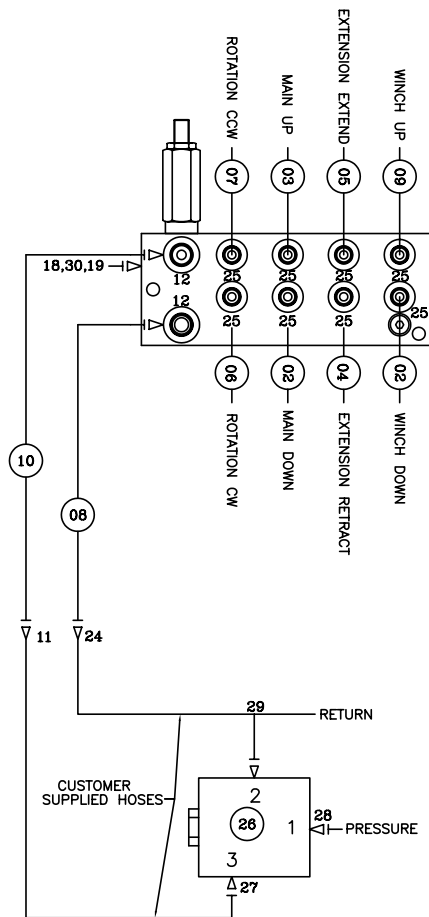 ROTATION CCW
MAIN UP
EXTENSION EXTEND
WINCH UP
07
03
05
09
18,30,19
12
25
25
25
25
12
25
25
25
25
06
02
04
02
ROTATION CW
MAIN DOWN
EXTENSION RETRACT
WINCH DOWN
10
08
11
24
29
RETURN
CUSTOMER
SUPPLIED HOSES
2
26
1
28
PRESSURE
3
27